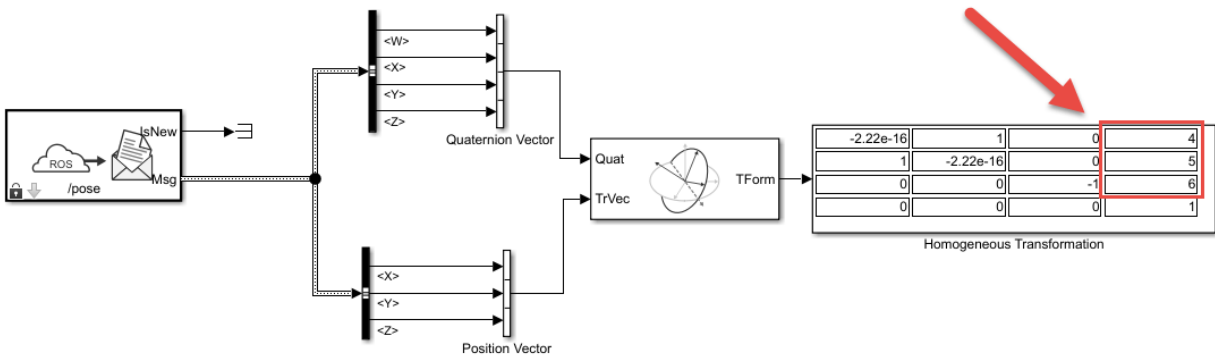 <W>
<X>
<Y>
<Z>
Quaternion Vector
IsNew
ROS
Msg
/pose
Quat
TrVec
TForm
-2.22e-16 1 0 4
1 -2.22e-16 0 5
0 0 -1 6
0 0 0 1
Homogeneous Transformation
<X>
<Y>
<Z>
Position Vector